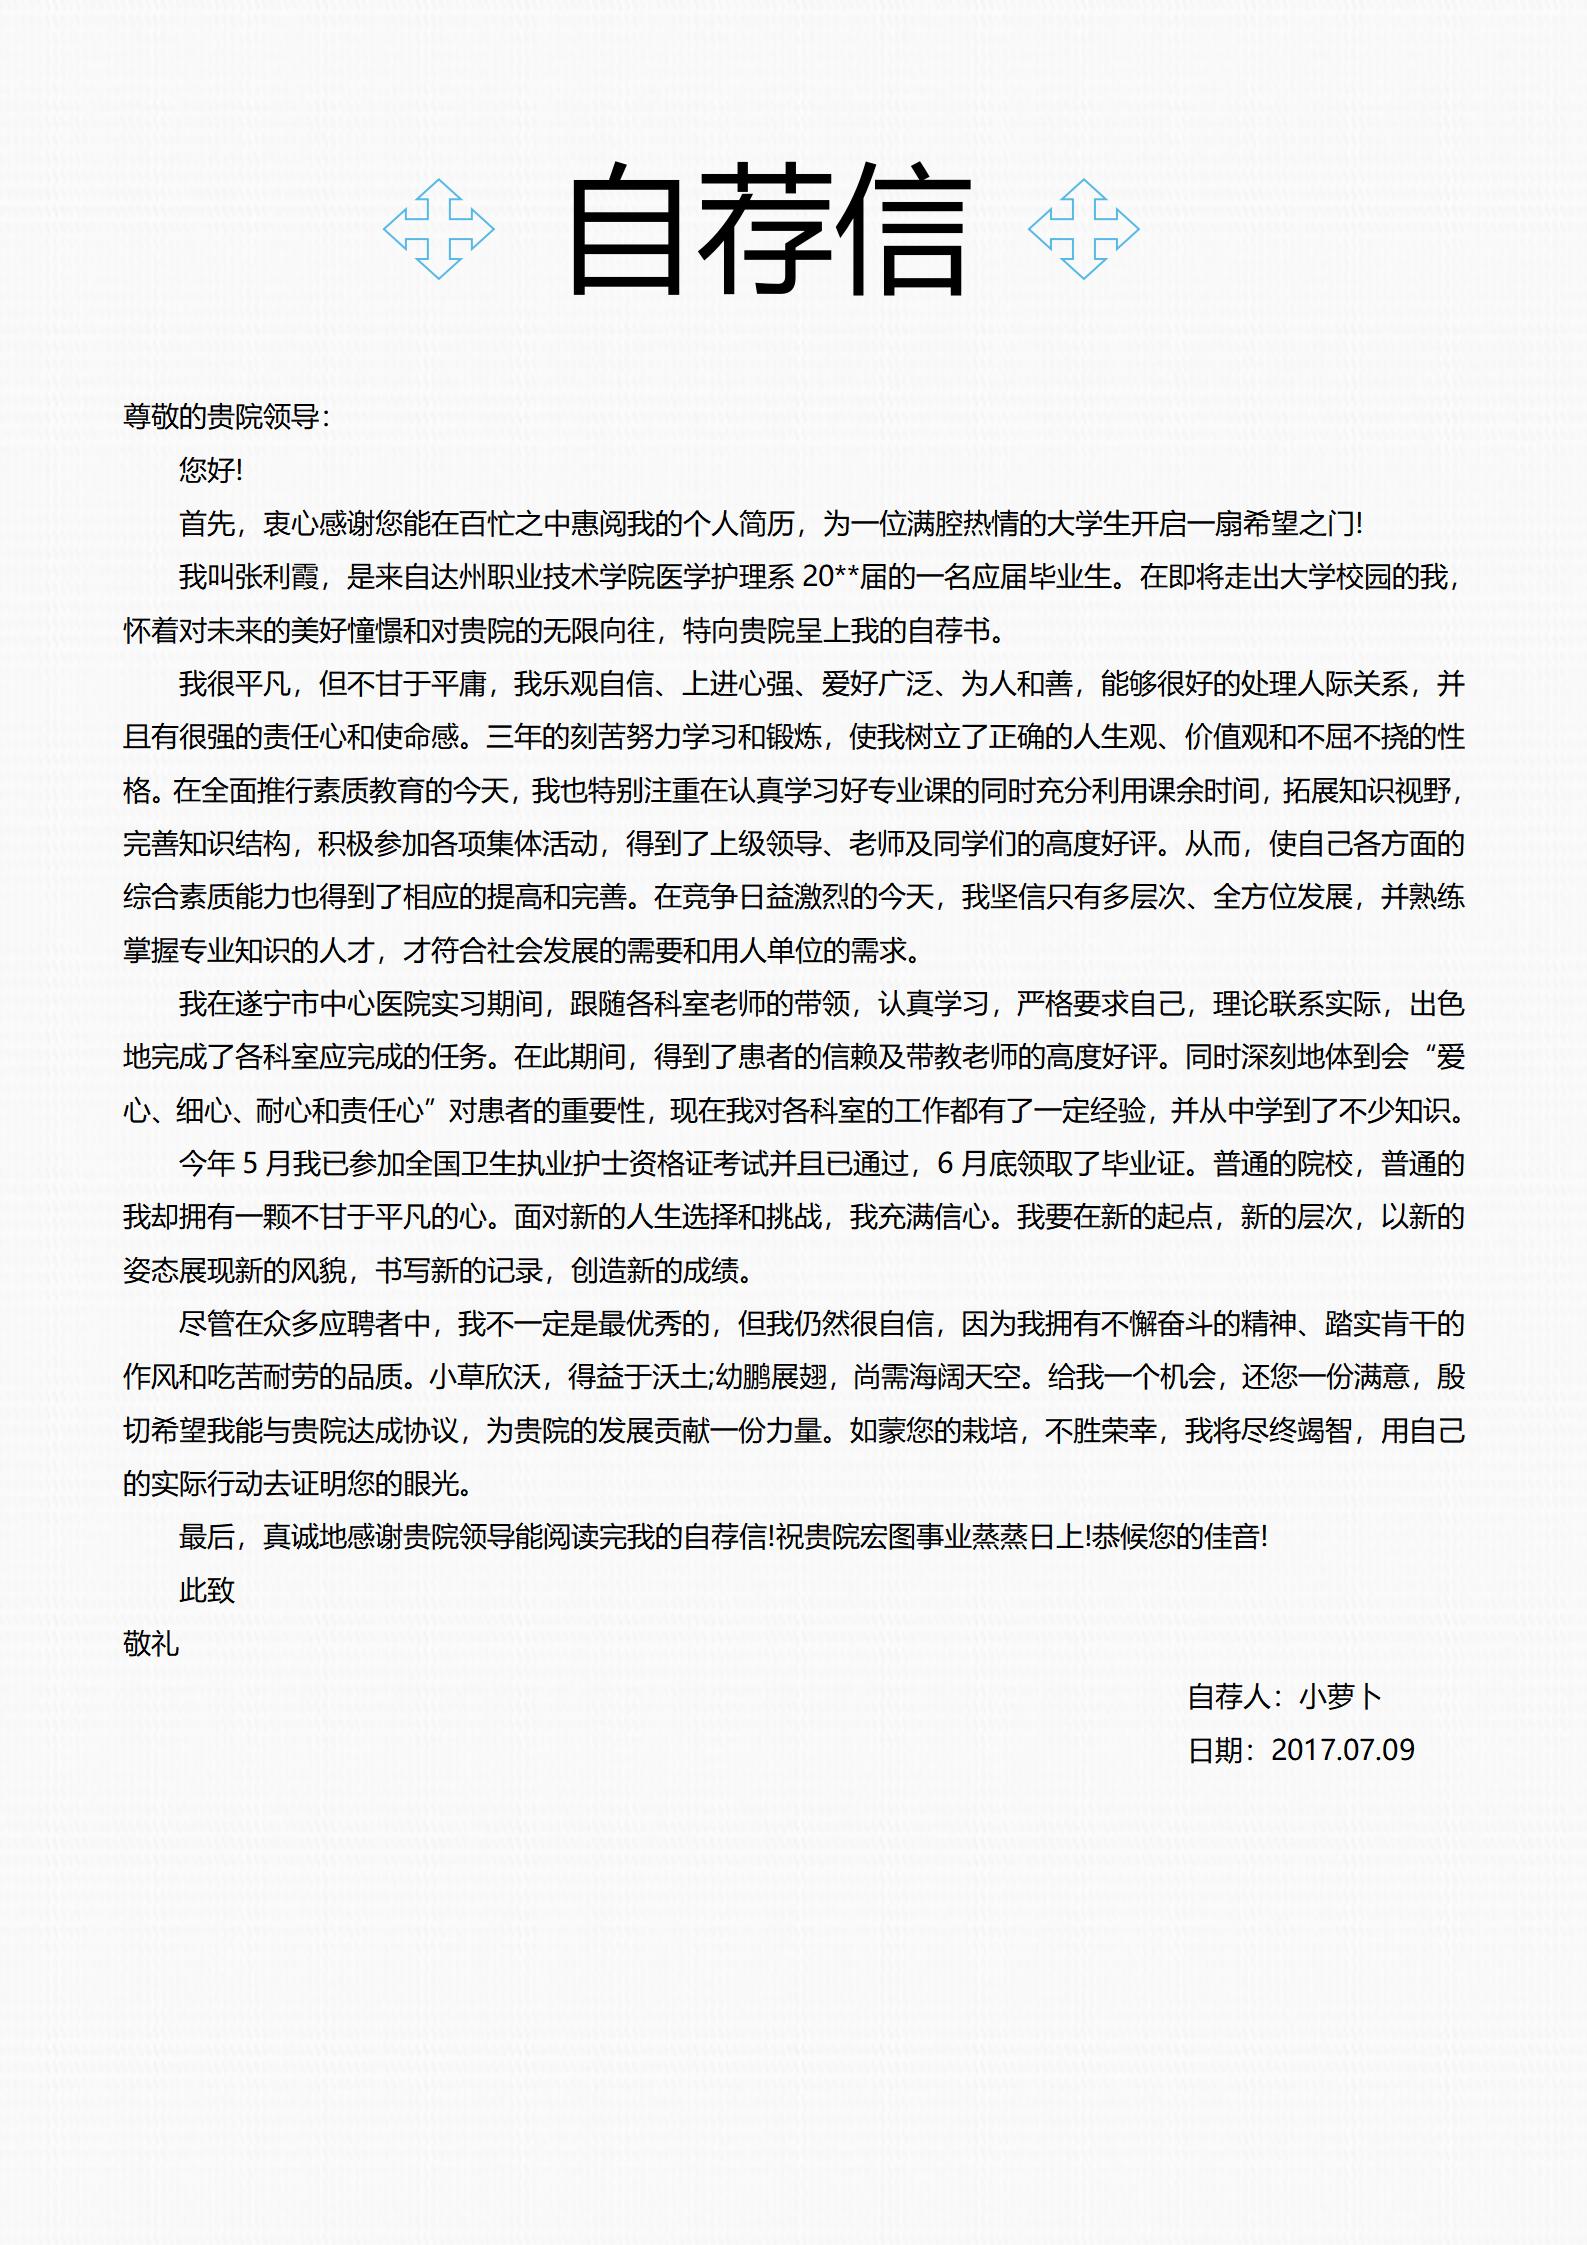 自荐信
尊敬的贵院领导：
您好！
首先，衷心感谢您能在百忙之中惠阅我的个人简历，为一位满腔热情的大学生开启一扇希望之门！
我叫张利霞，是来自达州职业技术学院医学护理系 20**届的一名应届毕业生。在即将走出大学校园的我，
怀着对未来的美好憧憬和对贵院的无限向往，特向贵院呈上我的自荐书。
我很平凡，但不甘于平庸，我乐观自信、上进心强、爱好广泛、为人和善，能够很好的处理人际关系，并
且有很强的责任心和使命感。三年的刻苦努力学习和锻炼，使我树立了正确的人生观、价值观和不屈不挠的性
格。在全面推行素质教育的今天，我也特别注重在认真学习好专业课的同时充分利用课余时间，拓展知识视野，
完善知识结构，积极参加各项集体活动，得到了上级领导、老师及同学们的高度好评。从而，使自己各方面的
综合素质能力也得到了相应的提高和完善。在竞争日益激烈的今天，我坚信只有多层次、全方位发展，并熟练
掌握专业知识的人才，才符合社会发展的需要和用人单位的需求。
我在遂宁市中心医院实习期间，跟随各科室老师的带领，认真学习，严格要求自己，理论联系实际，出色
地完成了各科室应完成的任务。在此期间，得到了患者的信赖及带教老师的高度好评。同时深刻地体到会“爱
心、细心、耐心和责任心”对患者的重要性，现在我对各科室的工作都有了一定经验，并从中学到了不少知识。
今年 5 月我已参加全国卫生执业护士资格证考试并且已通过，6 月底领取了毕业证。普通的院校，普通的
我却拥有一颗不甘于平凡的心。面对新的人生选择和挑战，我充满信心。我要在新的起点，新的层次，以新的
姿态展现新的风貌，书写新的记录，创造新的成绩。
尽管在众多应聘者中，我不一定是最优秀的，但我仍然很自信，因为我拥有不懈奋斗的精神、踏实肯干的
作风和吃苦耐劳的品质。小草欣沃，得益于沃土;幼鹏展翅，尚需海阔天空。给我一个机会，还您一份满意，殷
切希望我能与贵院达成协议，为贵院的发展贡献一份力量。如蒙您的栽培，不胜荣幸，我将尽终竭智，用自己
的实际行动去证明您的眼光。
最后，真诚地感谢贵院领导能阅读完我的自荐信!祝贵院宏图事业蒸蒸日上!恭候您的佳音!
此致
敬礼
自荐人：小萝卜
日期：2017.07.09